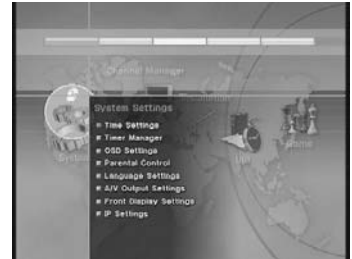 Channel Manager
System Settings
Time Settings
Timer Manager
OSD Settings
Parental Control
Language Settings
A/V Output Settings
Front Display Settings
IP Settings
Game